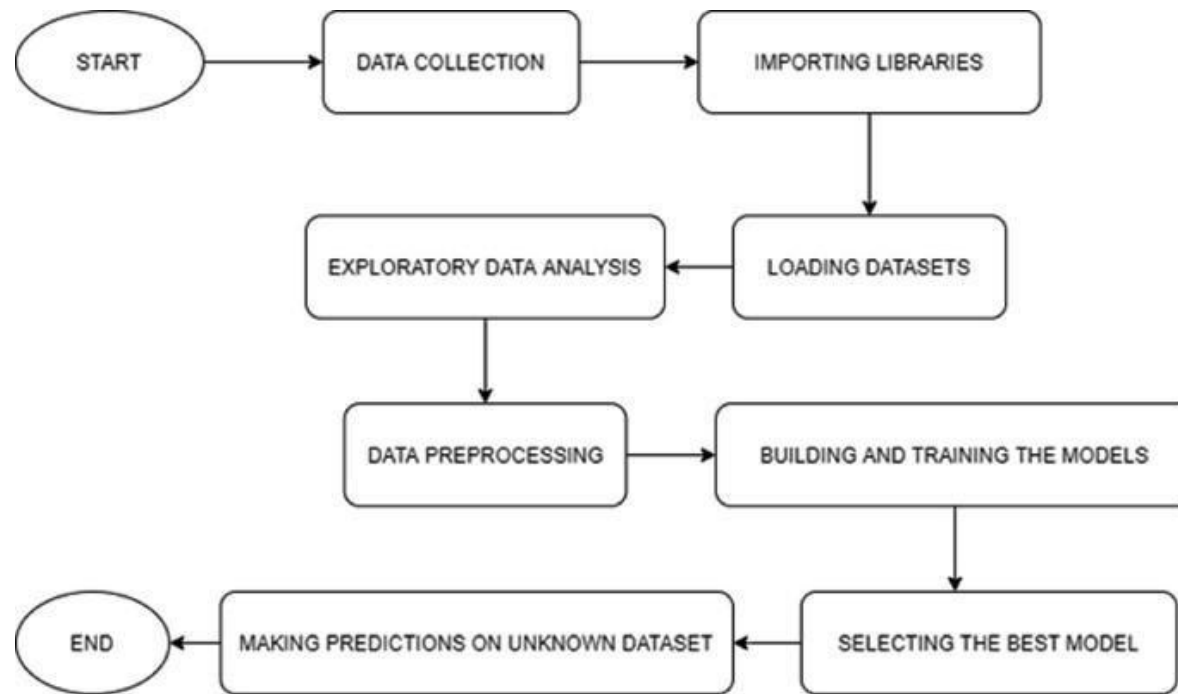 START
DATA COLLECTION
IMPORTING LIBRARIES
LOADING DATASETS
EXPLORATORY DATA ANALYSIS
DATA PREPROCESSING
BUILDING AND TRAINING THE MODELS
SELECTING THE BEST MODEL
MAKING PREDICTIONS ON UNKNOWN DATASET
END